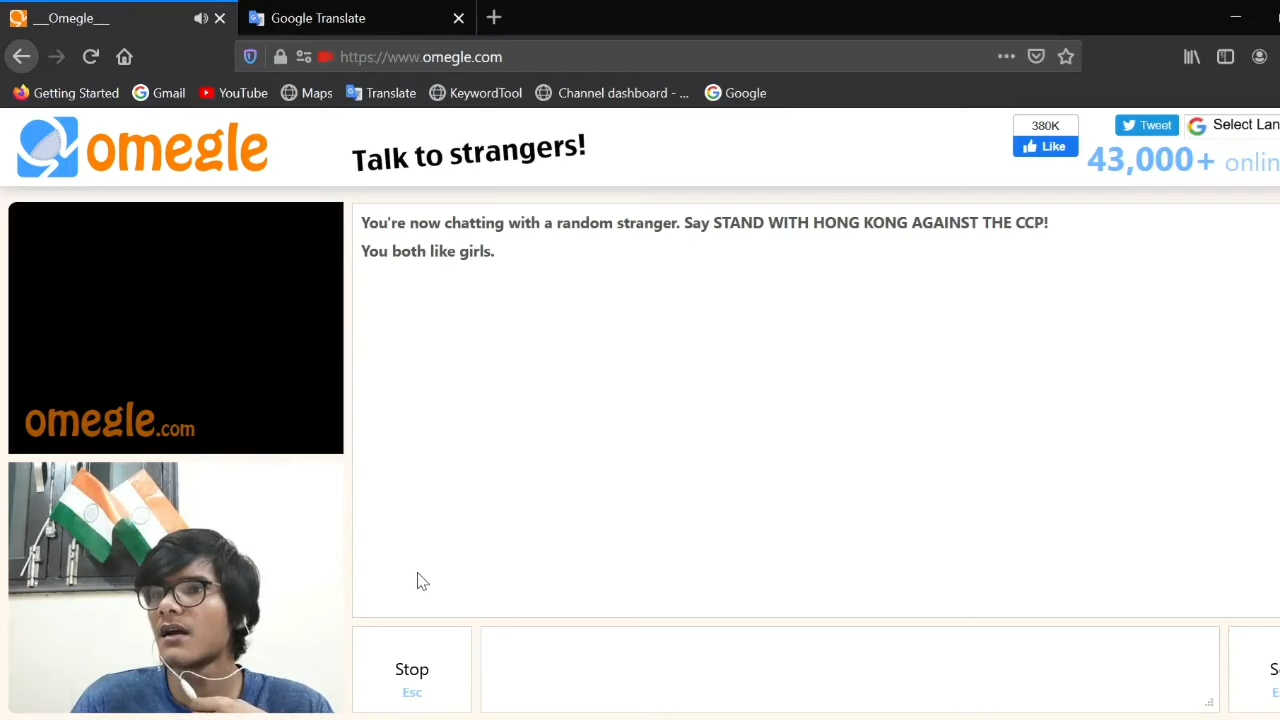 __Omegle__
Google Translate
https://www.omegle.com
Getting Started
Gmail
YouTube
Maps
Translate
KeywordTool
Channel dashboard - ...
Google
omegle
Talk to strangers!
380K
Like
Tweet
Select Lan
43,000+ onlin
You're now chatting with a random stranger. Say STAND WITH HONG KONG AGAINST THE CCP!
You both like girls.
omegle.com
Stop
Esc